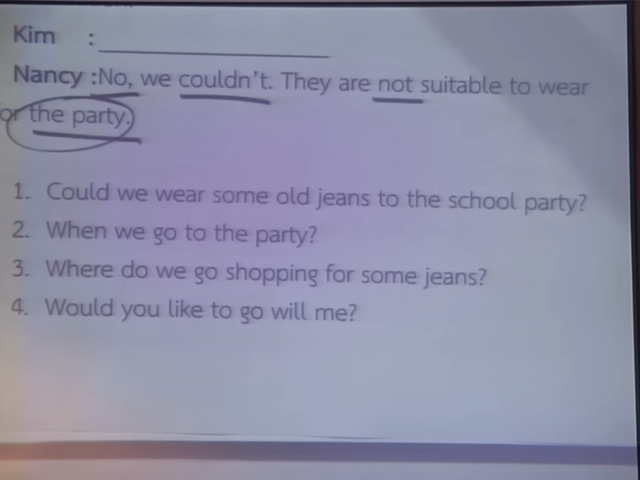 Kim : ____________________
Nancy :No, we couldn't. They are not suitable to wear
or the party.
1. Could we wear some old jeans to the school party?
2. When we go to the party?
3. Where do we go shopping for some jeans?
4. Would you like to go will me?